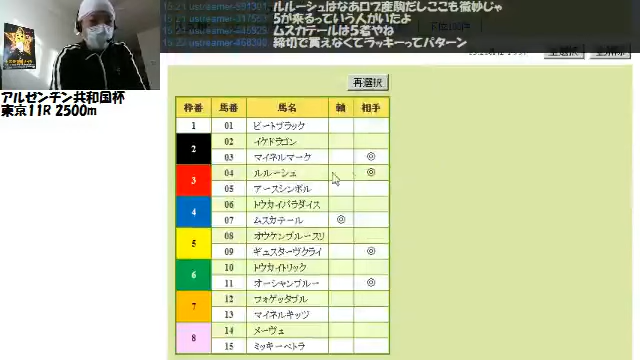 15:21 ustreamer-591301: ルルーシュはなあロブ産駒だしここも微妙じゃ
5が来るっていう人がいたよ
ムスカテールは5着やね
締切で買えなくてラッキーってパターン
アルゼンチン共和国杯
東京11R 2500m
再選択
枠番 馬番 馬名 軸 相手
1 01 ビートブラック
2 02 イケドラゴン
03 マイネルマーク ◎
3 04 ルルーシュ ◎
05 アースシンボル
4 06 トウカイパラダイス
07 ムスカテール ◎
5 08 オウケンブルースリ
09 ギュスターヴクライ ◎
6 10 トウカイトリック
11 オーシャンブルー ◎
7 12 フォゲッタブル
13 マイネルキッツ
8 14 メーヴェ
15 ミッキーペトラ